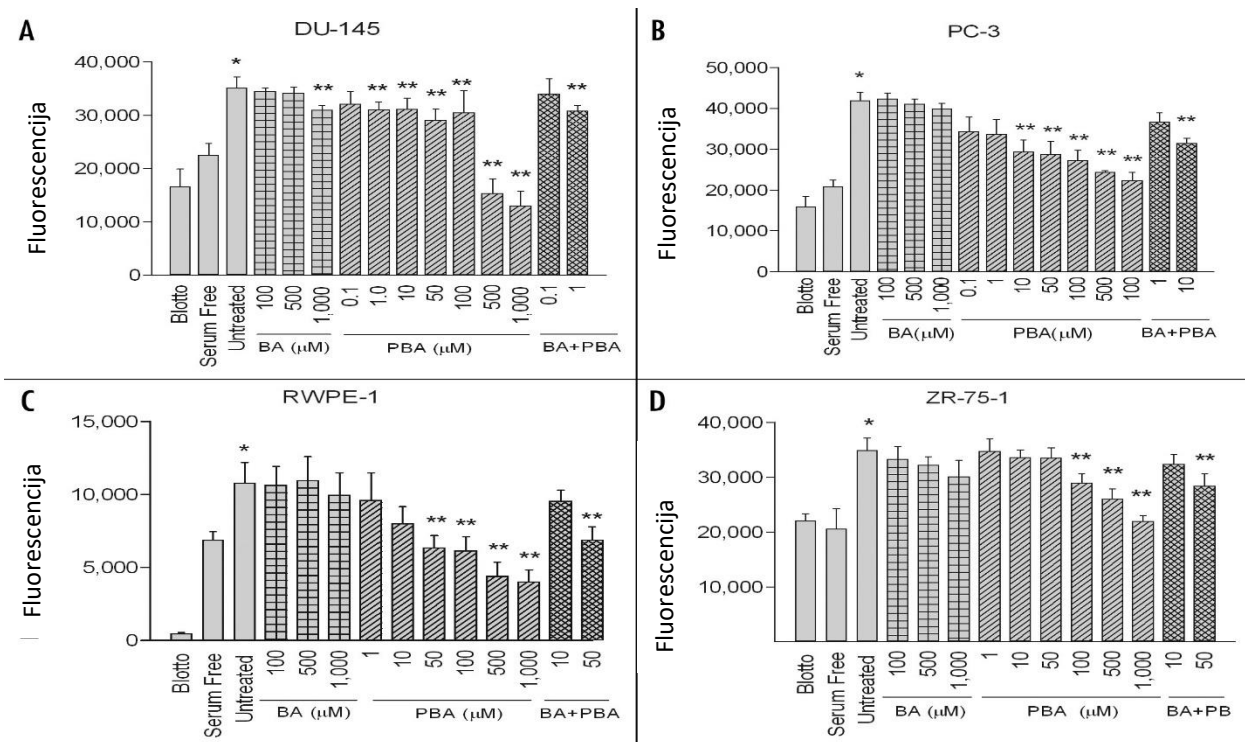 A
DU-145
Fluorescencija
40,000
30,000
20,000
10,000
0
* ** ** ** ** ** ** ** ** **
Blotto
Serum Free
Untreated
100 500 1,000
BA (µM)
0.1 1.0 10 50 100 500 1,000
PBA(µM)
0.1 1
BA+PBA
B
PC-3
Fluorescencija
50,000
40,000
30,000
20,000
10,000
0
* ** ** ** ** ** **
Blotto
Serum Free
Untreated
100 500 1,000
BA(µM)
0.1 1 10 50 100 500 100
PBA(µM)
1 10
BA+PBA
C
RWPE-1
Fluorescencija
15,000
10,000
5,000
0
* ** ** ** ** **
Blotto
Serum Free
Untreated
100 500 1,000
BA (µM)
1 10 50 100 500 1,000
PBA (µM)
10 50
BA+PBA
D
ZR-75-1
Fluorescencija
40,000
30,000
20,000
10,000
* ** ** ** **
Blotto
Serum Free
Untreated
100 500 1,000
BA (µM)
1 10 50 100 500 1,000
PBA (µM)
10 50
BA+PB